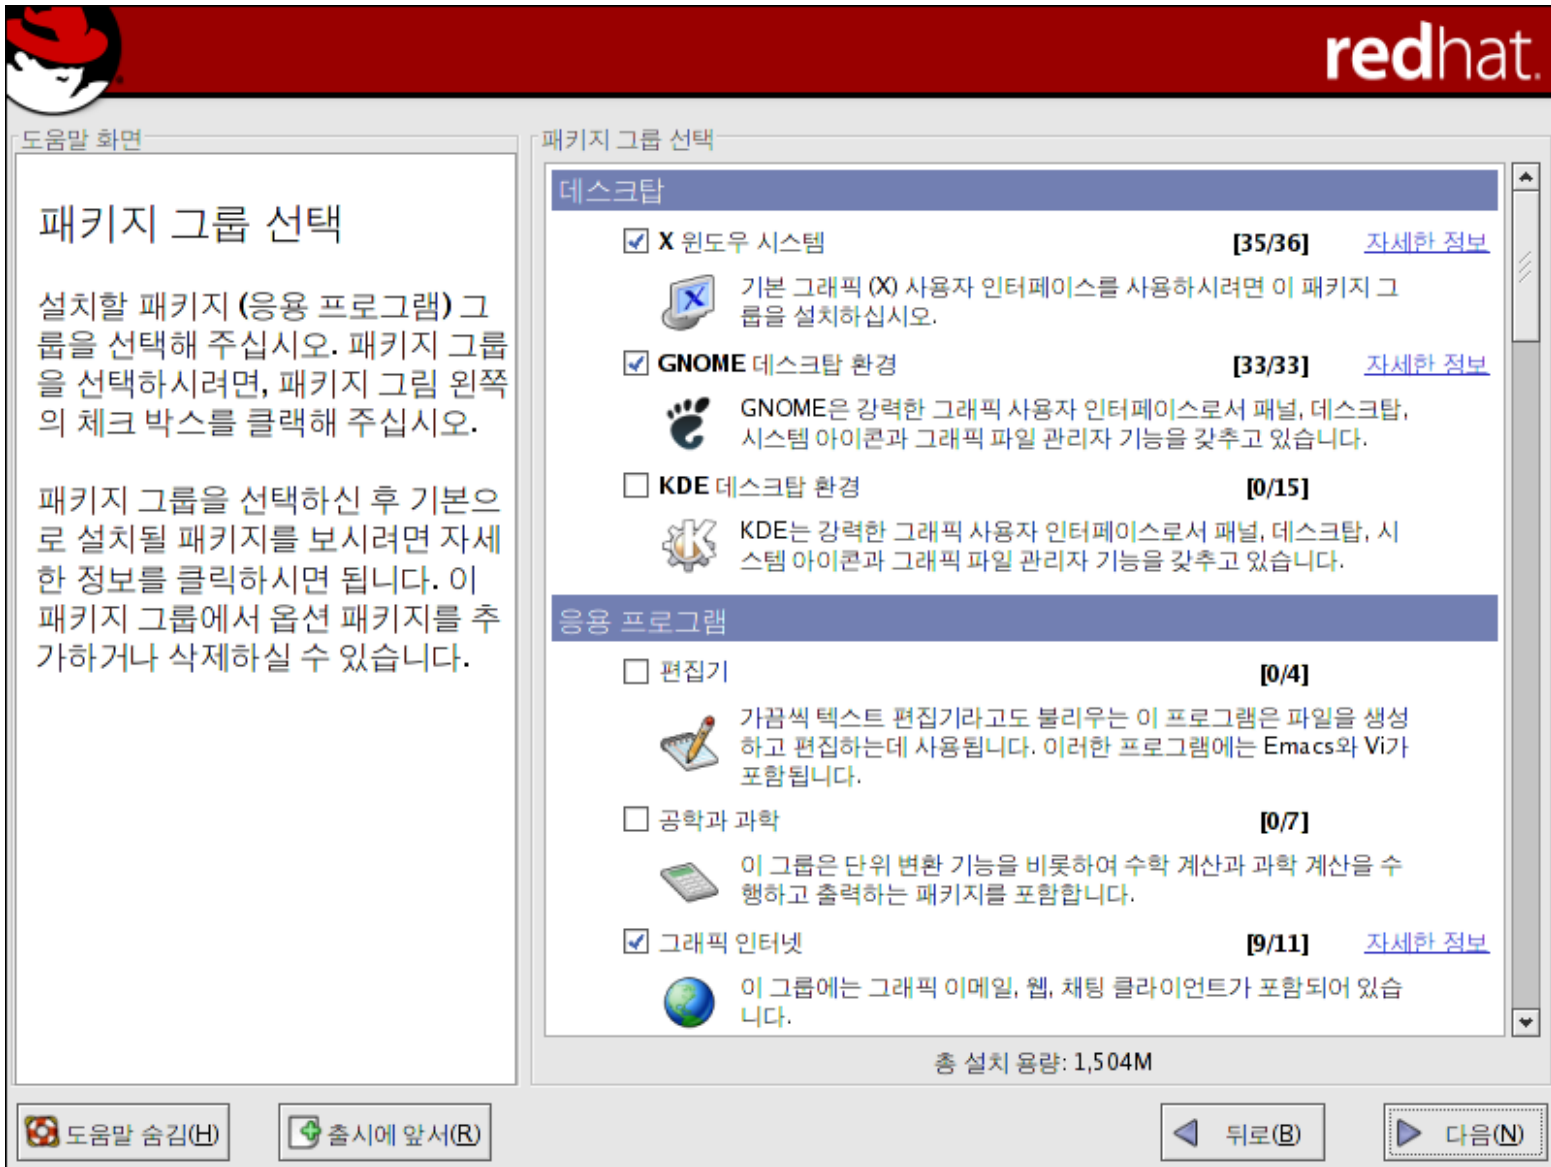 redhat.
도움말 화면
패키지 그룹 선택
설치할 패키지 (응용 프로그램) 그
룹을 선택해 주십시오. 패키지 그룹
을 선택하시려면, 패키지 그림 왼쪽
의 체크 박스를 클랙해 주십시오.
패키지 그룹을 선택하신 후 기본으
로 설치될 패키지를 보시려면 자세
한 정보를 클릭하시면 됩니다. 이
패키지 그룹에서 옵션 패키지를 추
가하거나 삭제하실 수 있습니다.
패키지 그룹 선택
데스크탑
X 윈도우 시스템 [35/36] 자세한 정보
기본 그래픽 (X) 사용자 인터페이스를 사용하시려면 이 패키지 그
룹을 설치하십시오.
GNOME 데스크탑 환경 [33/33] 자세한 정보
GNOME은 강력한 그래픽 사용자 인터페이스로서 패널, 데스크탑,
시스템 아이콘과 그래픽 파일 관리자 기능을 갖추고 있습니다.
KDE 데스크탑 환경 [0/15]
KDE는 강력한 그래픽 사용자 인터페이스로서 패널, 데스크탑, 시
스템 아이콘과 그래픽 파일 관리자 기능을 갖추고 있습니다.
응용 프로그램
편집기 [0/4]
가끔씩 텍스트 편집기라고도 불리우는 이 프로그램은 파일을 생성
하고 편집하는데 사용됩니다. 이러한 프로그램에는 Emacs와 Vi가
포함됩니다.
공학과 과학 [0/7]
이 그룹은 단위 변환 기능을 비롯하여 수학 계산과 과학 계산을 수
행하고 출력하는 패키지를 포함합니다.
그래픽 인터넷 [9/11] 자세한 정보
이 그룹에는 그래픽 이메일, 웹, 채팅 클라이언트가 포함되어 있습
니다.
총 설치 용량: 1,504M
도움말 숨김(H) 출시에 앞서(R) 뒤로(B) 다음(N)